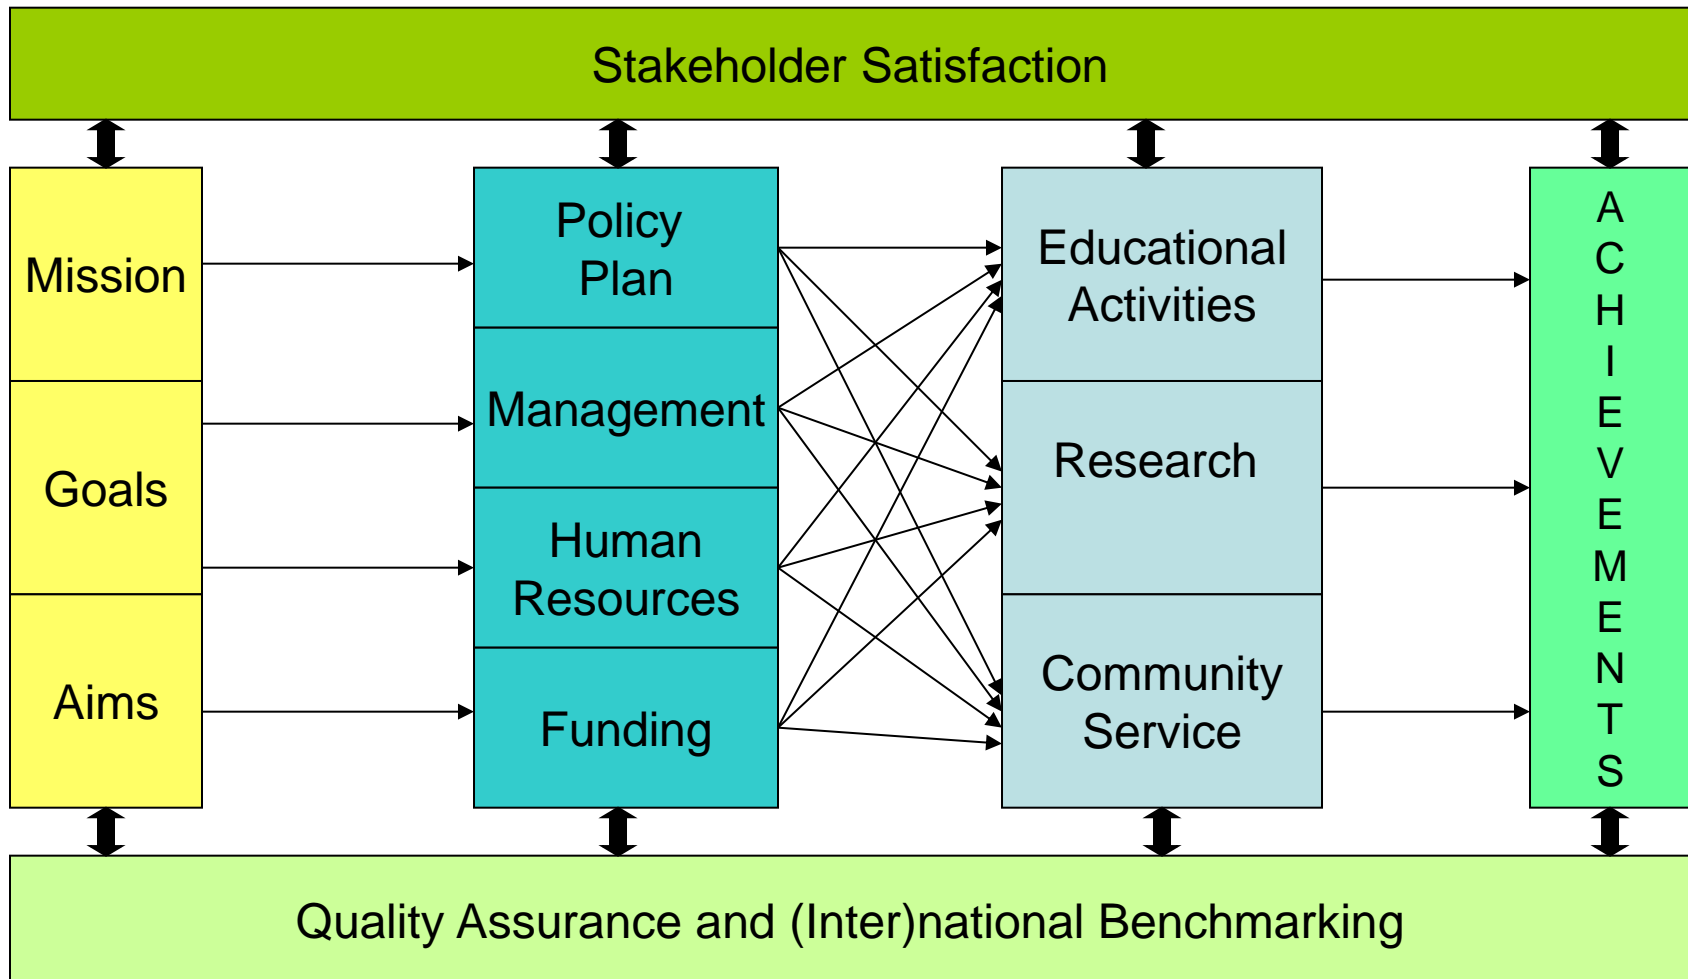 Stakeholder Satisfaction
Mission
Goals
Aims
Policy
Plan
Management
Human
Resources
Funding
Educational
Activities
Research
Community
Service
A
C
H
I
E
V
E
M
E
N
T
S
Quality Assurance and (Inter)national Benchmarking